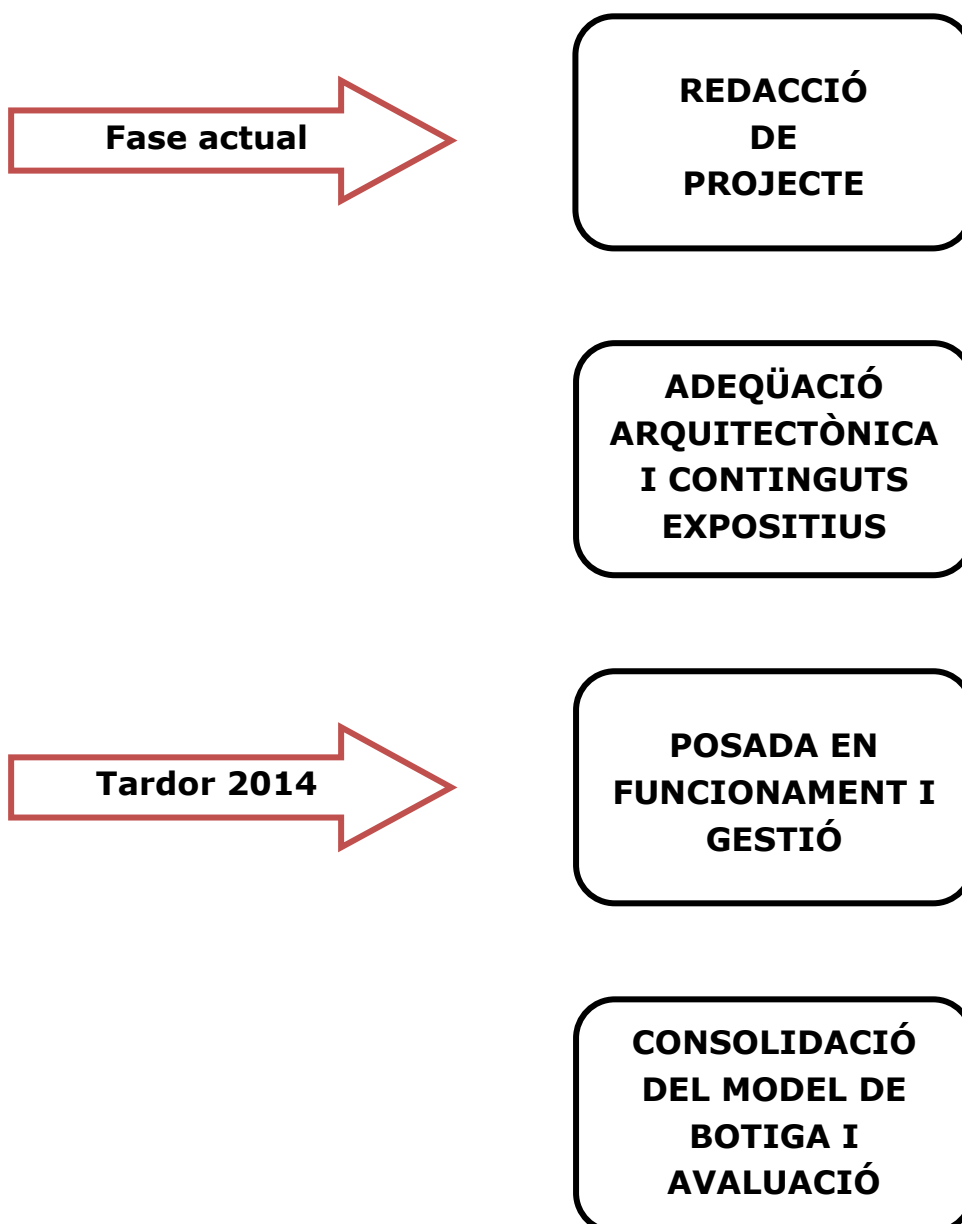 Fase actual
REDACCIÓ
DE
PROJECTE
ADEQÜACIÓ
ARQUITECTÒNICA
I CONTINGUTS
EXPOSITIUS
Tardor 2014
POSADA EN
FUNCIONAMENT I
GESTIÓ
CONSOLIDACIÓ
DEL MODEL DE
BOTIGA I
AVALUACIÓ